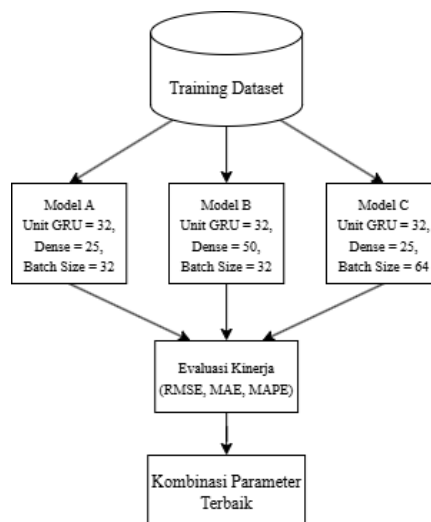 Training Dataset
Model A
Unit GRU = 32,
Dense = 25,
Batch Size = 32
Model B
Unit GRU = 32,
Dense = 50,
Batch Size = 32
Model C
Unit GRU = 32,
Dense = 25,
Batch Size = 64
Evaluasi Kinerja
(RMSE, MAE, MAPE)
Kombinasi Parameter
Terbaik